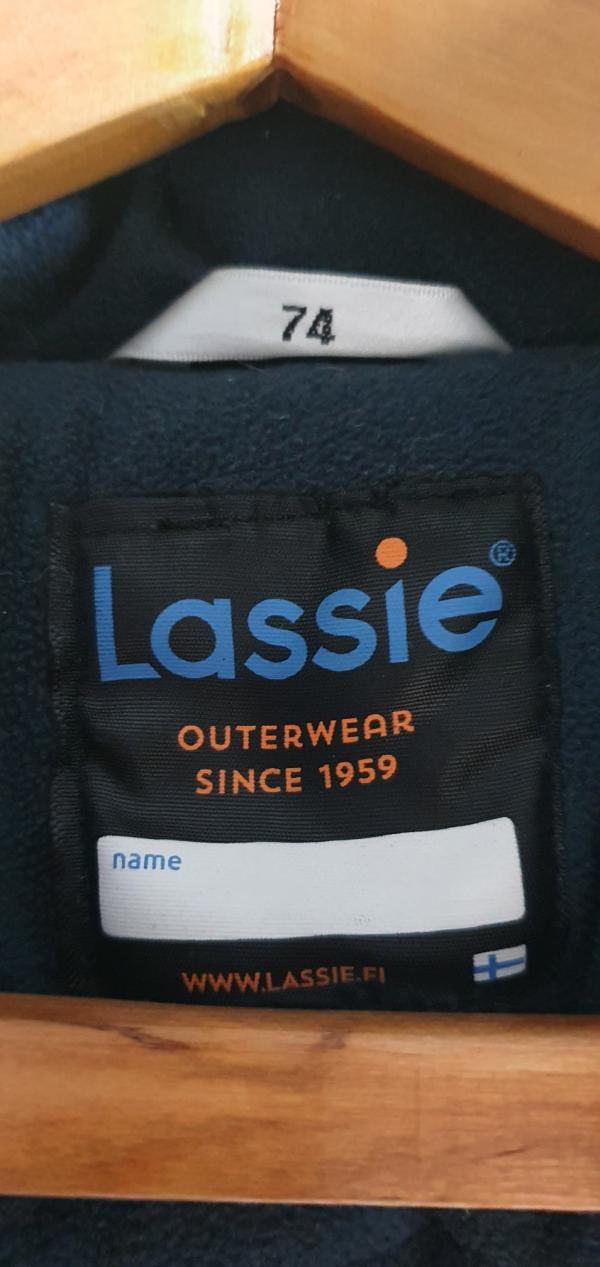 74
Lassie®
OUTERWEAR
SINCE 1959
name
WWW.LASSIE.FI